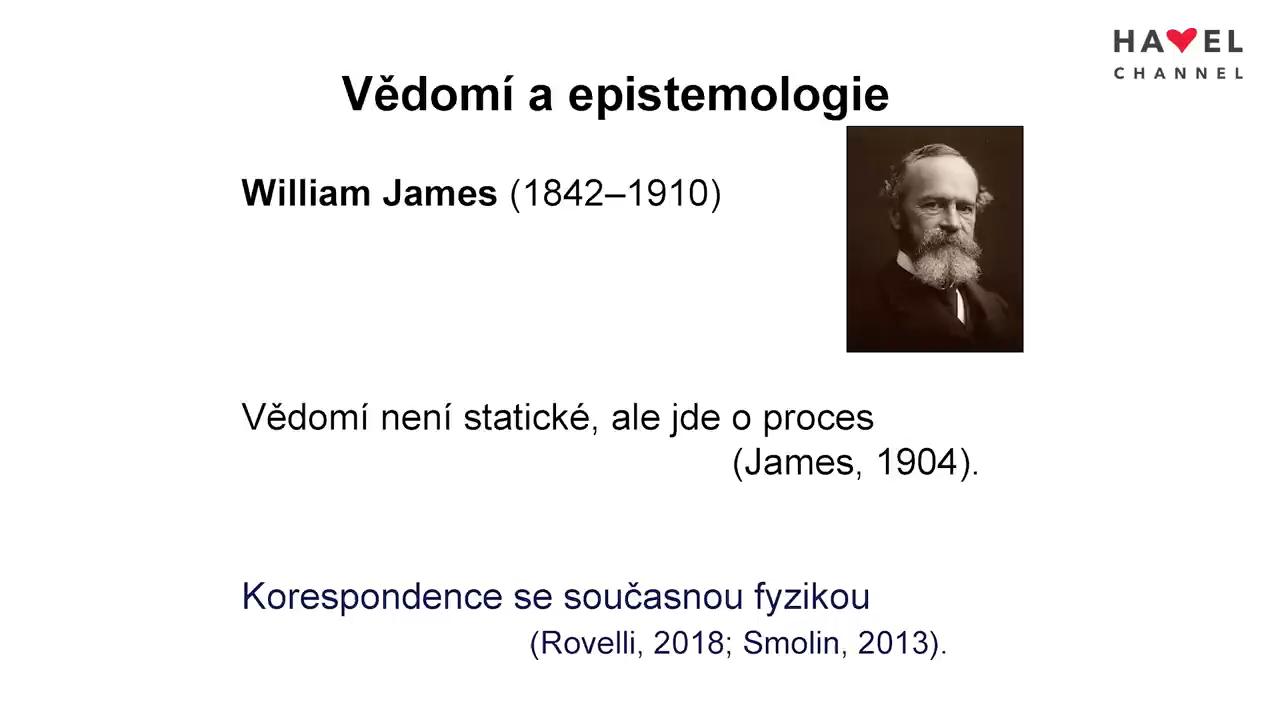 HAVEL
CHANNEL
Vědomí a epistemologie
William James (1842–1910)
Vědomí není statické, ale jde o proces
(James, 1904).
Korespondence se současnou fyzikou
(Rovelli, 2018; Smolin, 2013).